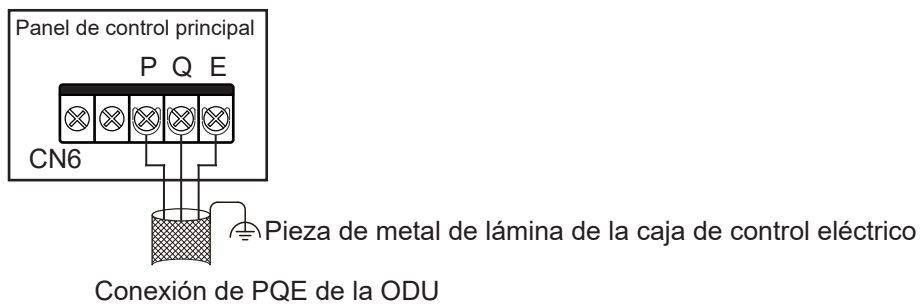 Panel de control principal
P Q E
CN6
Pieza de metal de lámina de la caja de control eléctrico
Conexión de PQE de la ODU